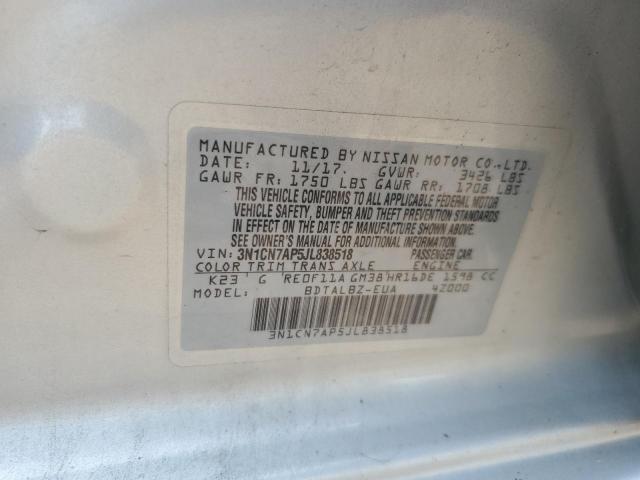 MANUFACTURED BY NISSAN MOTOR CO.,LTD.
DATE: 11/17. GVWR: 3426 LBS
GAWR FR: 1750 LBS GAWR RR: 1708 LBS
THIS VEHICLE CONFORMS TO ALL APPLICABLE FEDERAL MOTOR
VEHICLE SAFETY, BUMPER AND THEFT PREVENTION STANDARDS
IN EFFECT ON THE DATE OF MANUFACTURE SHOWN ABOVE.
SEE OWNER'S MANUAL FOR ADDITIONAL INFORMATION.
VIN: 3N1CN7AP5JL838518 PASSENGER CAR
COLOR TRIM TRANS AXLE ENGINE
K23 G RE0F11A GM38 HR16DE 1598 CC
BDTALBZ-EUA 42000
3N1CN7AP5JL838518